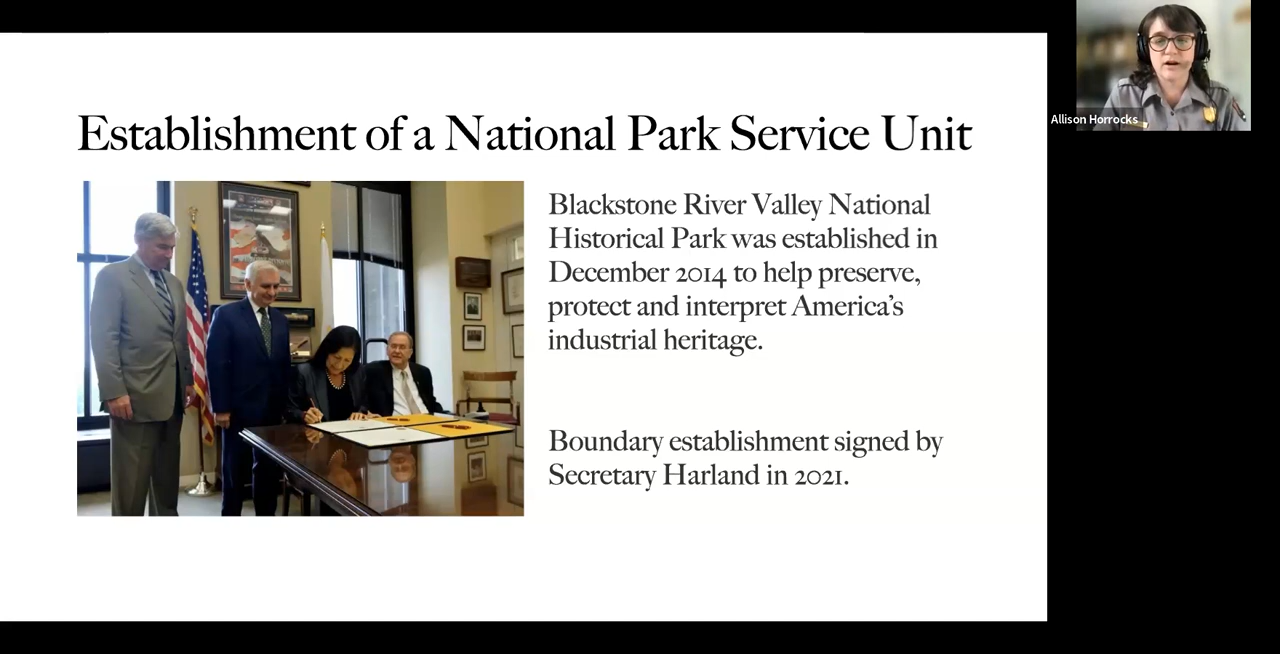 Establishment of a National Park Service Unit
Blackstone River Valley National
Historical Park was established in
December 2014 to help preserve,
protect and interpret America's
industrial heritage.
Boundary establishment signed by
Secretary Harland in 2021.
Allison Horrocks